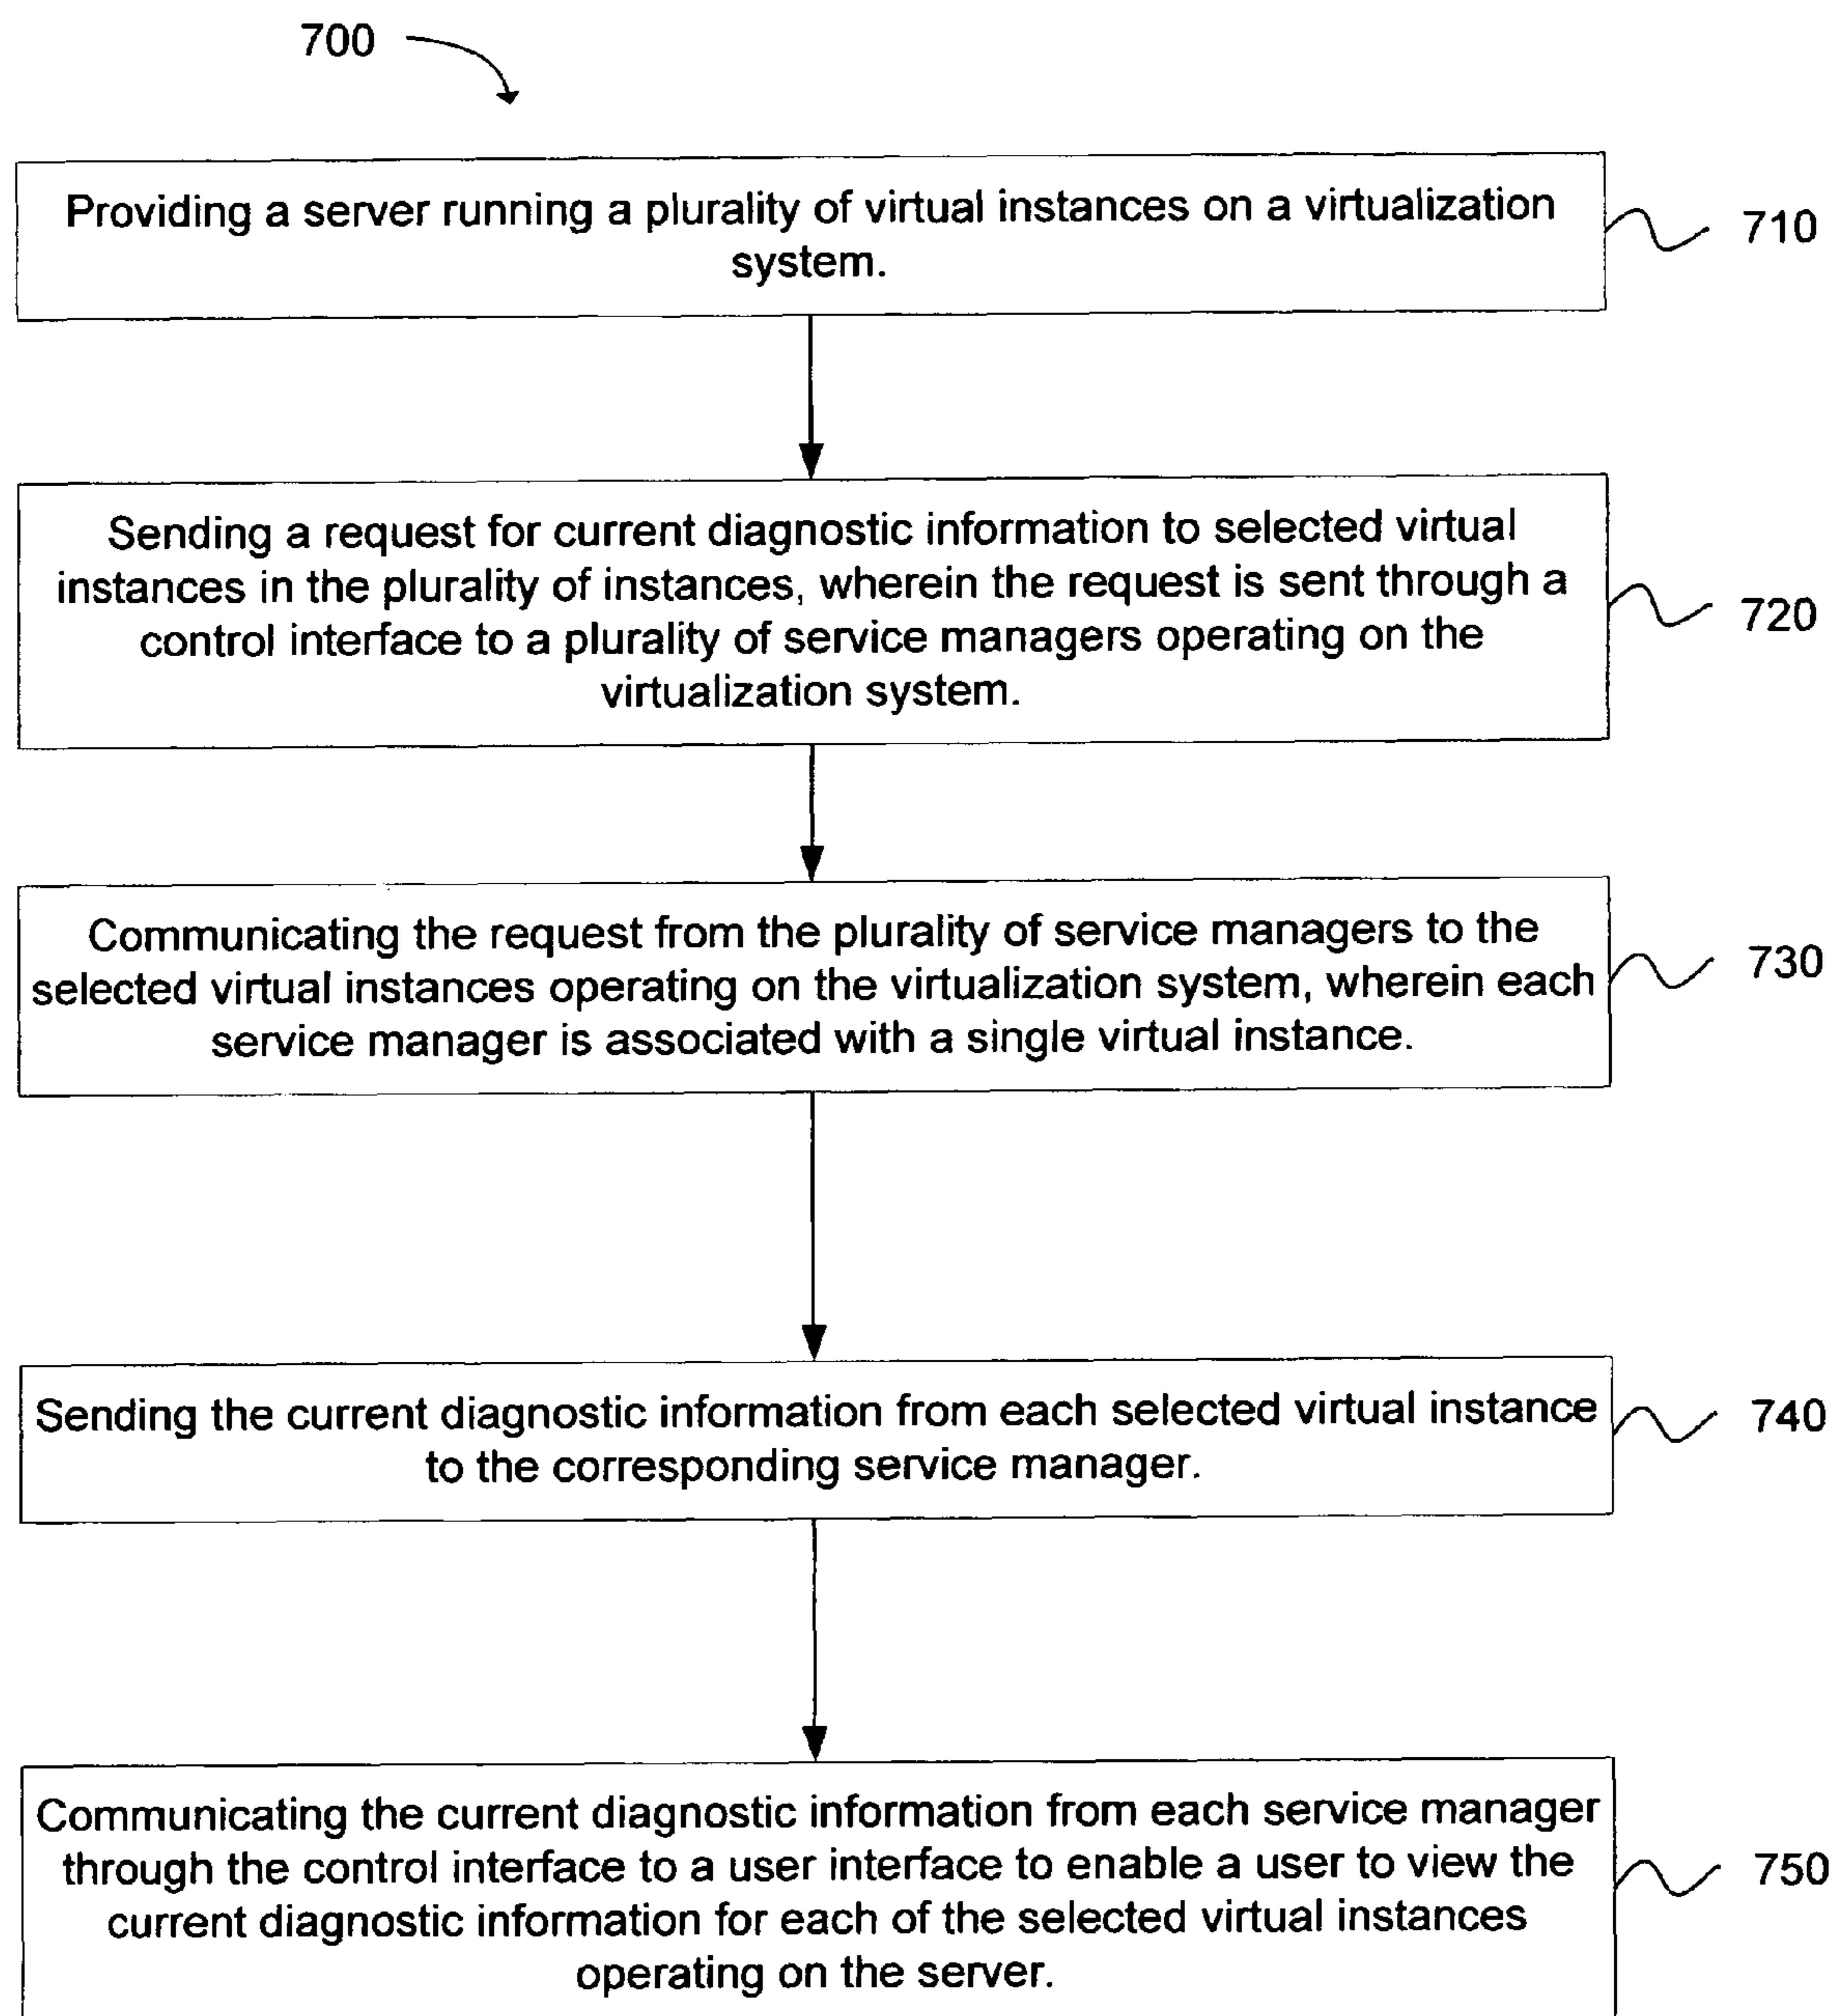 700
Providing a server running a plurality of virtual instances on a virtualization
system.
710
Sending a request for current diagnostic information to selected virtual
instances in the plurality of instances, wherein the request is sent through a
control interface to a plurality of service managers operating on the
virtualization system.
720
Communicating the request from the plurality of service managers to the
selected virtual instances operating on the virtualization system, wherein each
service manager is associated with a single virtual instance.
730
Sending the current diagnostic information from each selected virtual instance
to the corresponding service manager.
740
Communicating the current diagnostic information from each service manager
through the control interface to a user interface to enable a user to view the
current diagnostic information for each of the selected virtual instances
operating on the server.
750